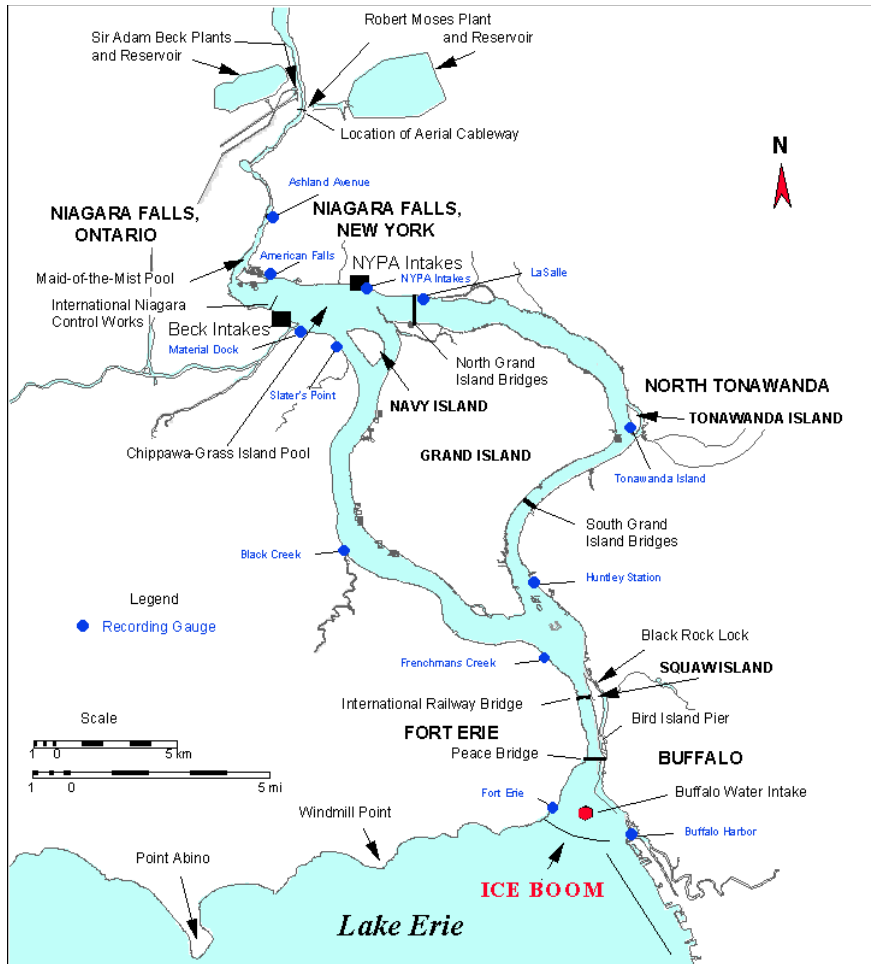 Sir Adam Beck Plants
and Reservoir
Robert Moses Plant
and Reservoir
Location of Aerial Cableway
N
Ashland Avenue
NIAGARA FALLS,
ONTARIO
NIAGARA FALLS,
NEW YORK
American Falls
NYPA Intakes
NYPA Intakes
LaSalle
Maid-of-the-Mist Pool
International Niagara
Control Works
Beck Intakes
Material Dock
North Grand
Island Bridges
Slater's Point
NAVY ISLAND
NORTH TONAWANDA
TONAWANDA ISLAND
Chippawa-Grass Island Pool
GRAND ISLAND
Tonawanda Island
South Grand
Island Bridges
Black Creek
Huntley Station
Legend
Recording Gauge
Black Rock Lock
Frenchmans Creek
SQUAWISLAND
International Railway Bridge
Bird Island Pier
Scale
FORT ERIE
1 0 5 km
Peace Bridge
BUFFALO
1 0 5 mi
Fort Erie
Buffalo Water Intake
Windmill Point
Buffalo Harbor
Point Abino
ICE BOOM
Lake Erie